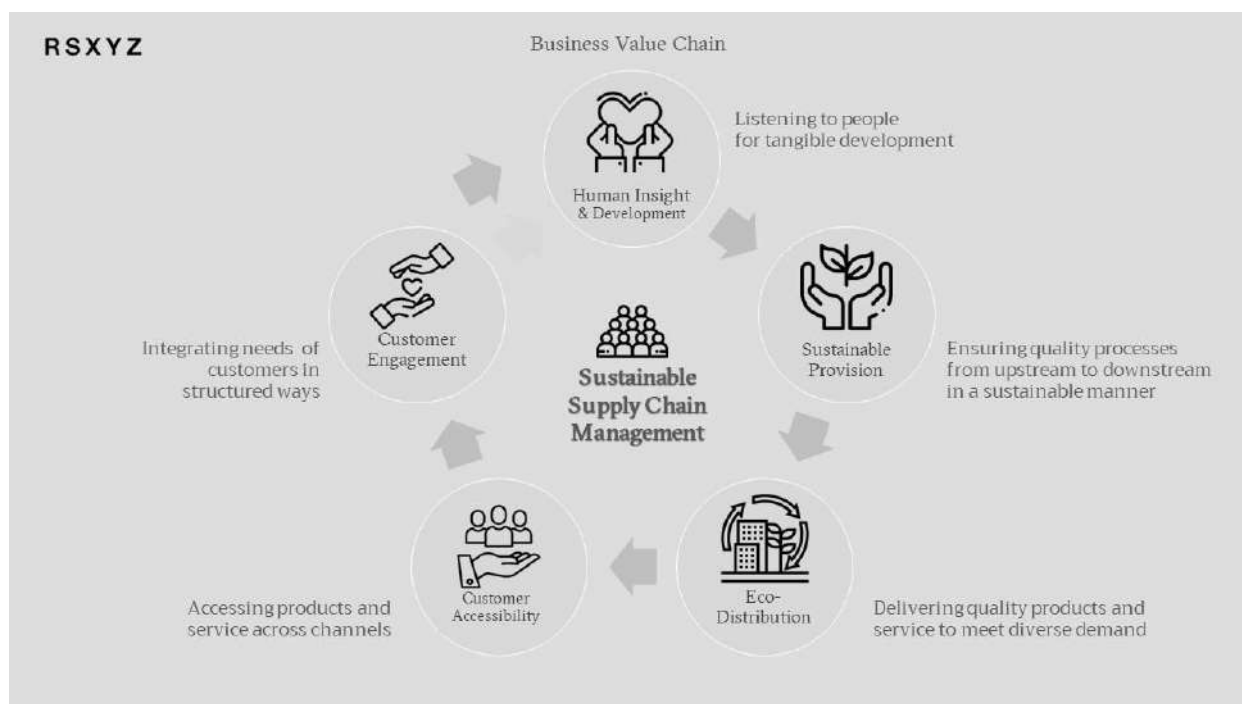 RSXYZ
Business Value Chain
Human Insight
& Development
Listening to people
for tangible development
Sustainable
Provision
Ensuring quality processes
from upstream to downstream
in a sustainable manner
Eco-
Distribution
Delivering quality products and
service to meet diverse demand
Customer
Accessibility
Accessing products and
service across channels
Customer
Engagement
Integrating needs of
customers in
structured ways
Sustainable
Supply Chain
Management